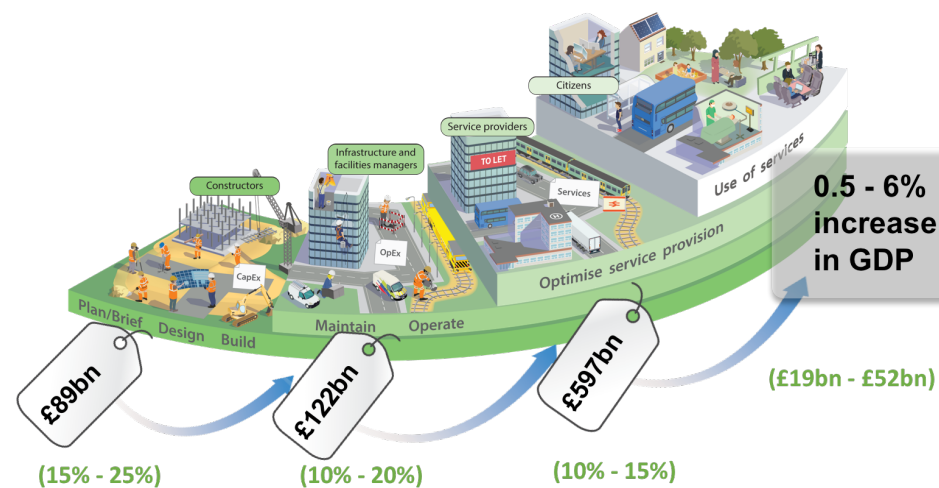 Citizens
Service providers
TO LET
Infrastructure and
facilities managers
Constructors
Services
OpEx
CapEx
Use of services
Optimise service provision
Maintain Operate
Plan/Brief Design Build
0.5 - 6%
increase
in GDP
£89bn
£122bn
£597bn
(£19bn - £52bn)
(15% - 25%)
(10% - 20%)
(10% - 15%)
H